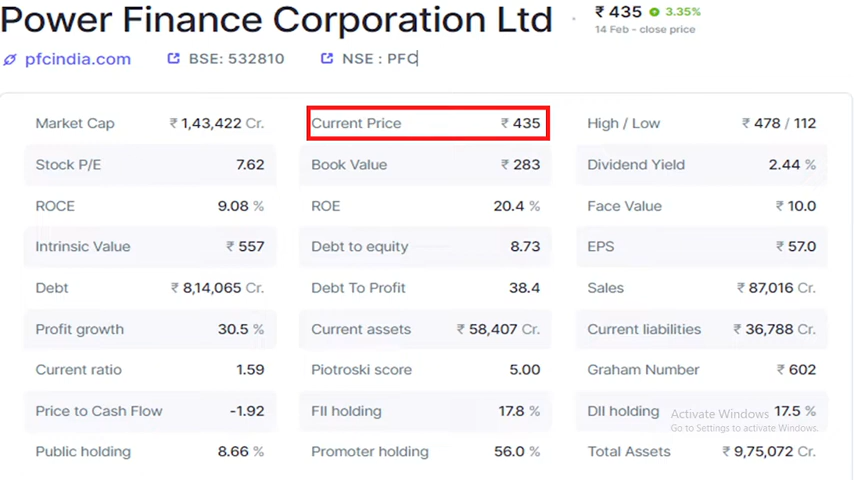 Power Finance Corporation Ltd
₹ 435 3.35%
14 Feb - close price
pfcindia.com BSE: 532810 NSE : PFC
Market Cap ₹ 1,43,422 Cr. Current Price ₹ 435 High / Low ₹ 478 / 112
Stock P/E 7.62 Book Value ₹ 283 Dividend Yield 2.44 %
ROCE 9.08 % ROE 20.4 % Face Value ₹ 10.0
Intrinsic Value ₹ 557 Debt to equity 8.73 EPS ₹ 57.0
Debt ₹ 8,14,065 Cr. Debt To Profit 38.4 Sales ₹ 87,016 Cr.
Profit growth 30.5 % Current assets ₹ 58,407 Cr. Current liabilities ₹ 36,788 Cr.
Current ratio 1.59 Piotroski score 5.00 Graham Number ₹ 602
Price to Cash Flow -1.92 FII holding 17.8 % DII holding 17.5 %
Activate Windows
Go to Settings to activate Windows.
Public holding 8.66 % Promoter holding 56.0 % Total Assets ₹ 9,75,072 Cr.